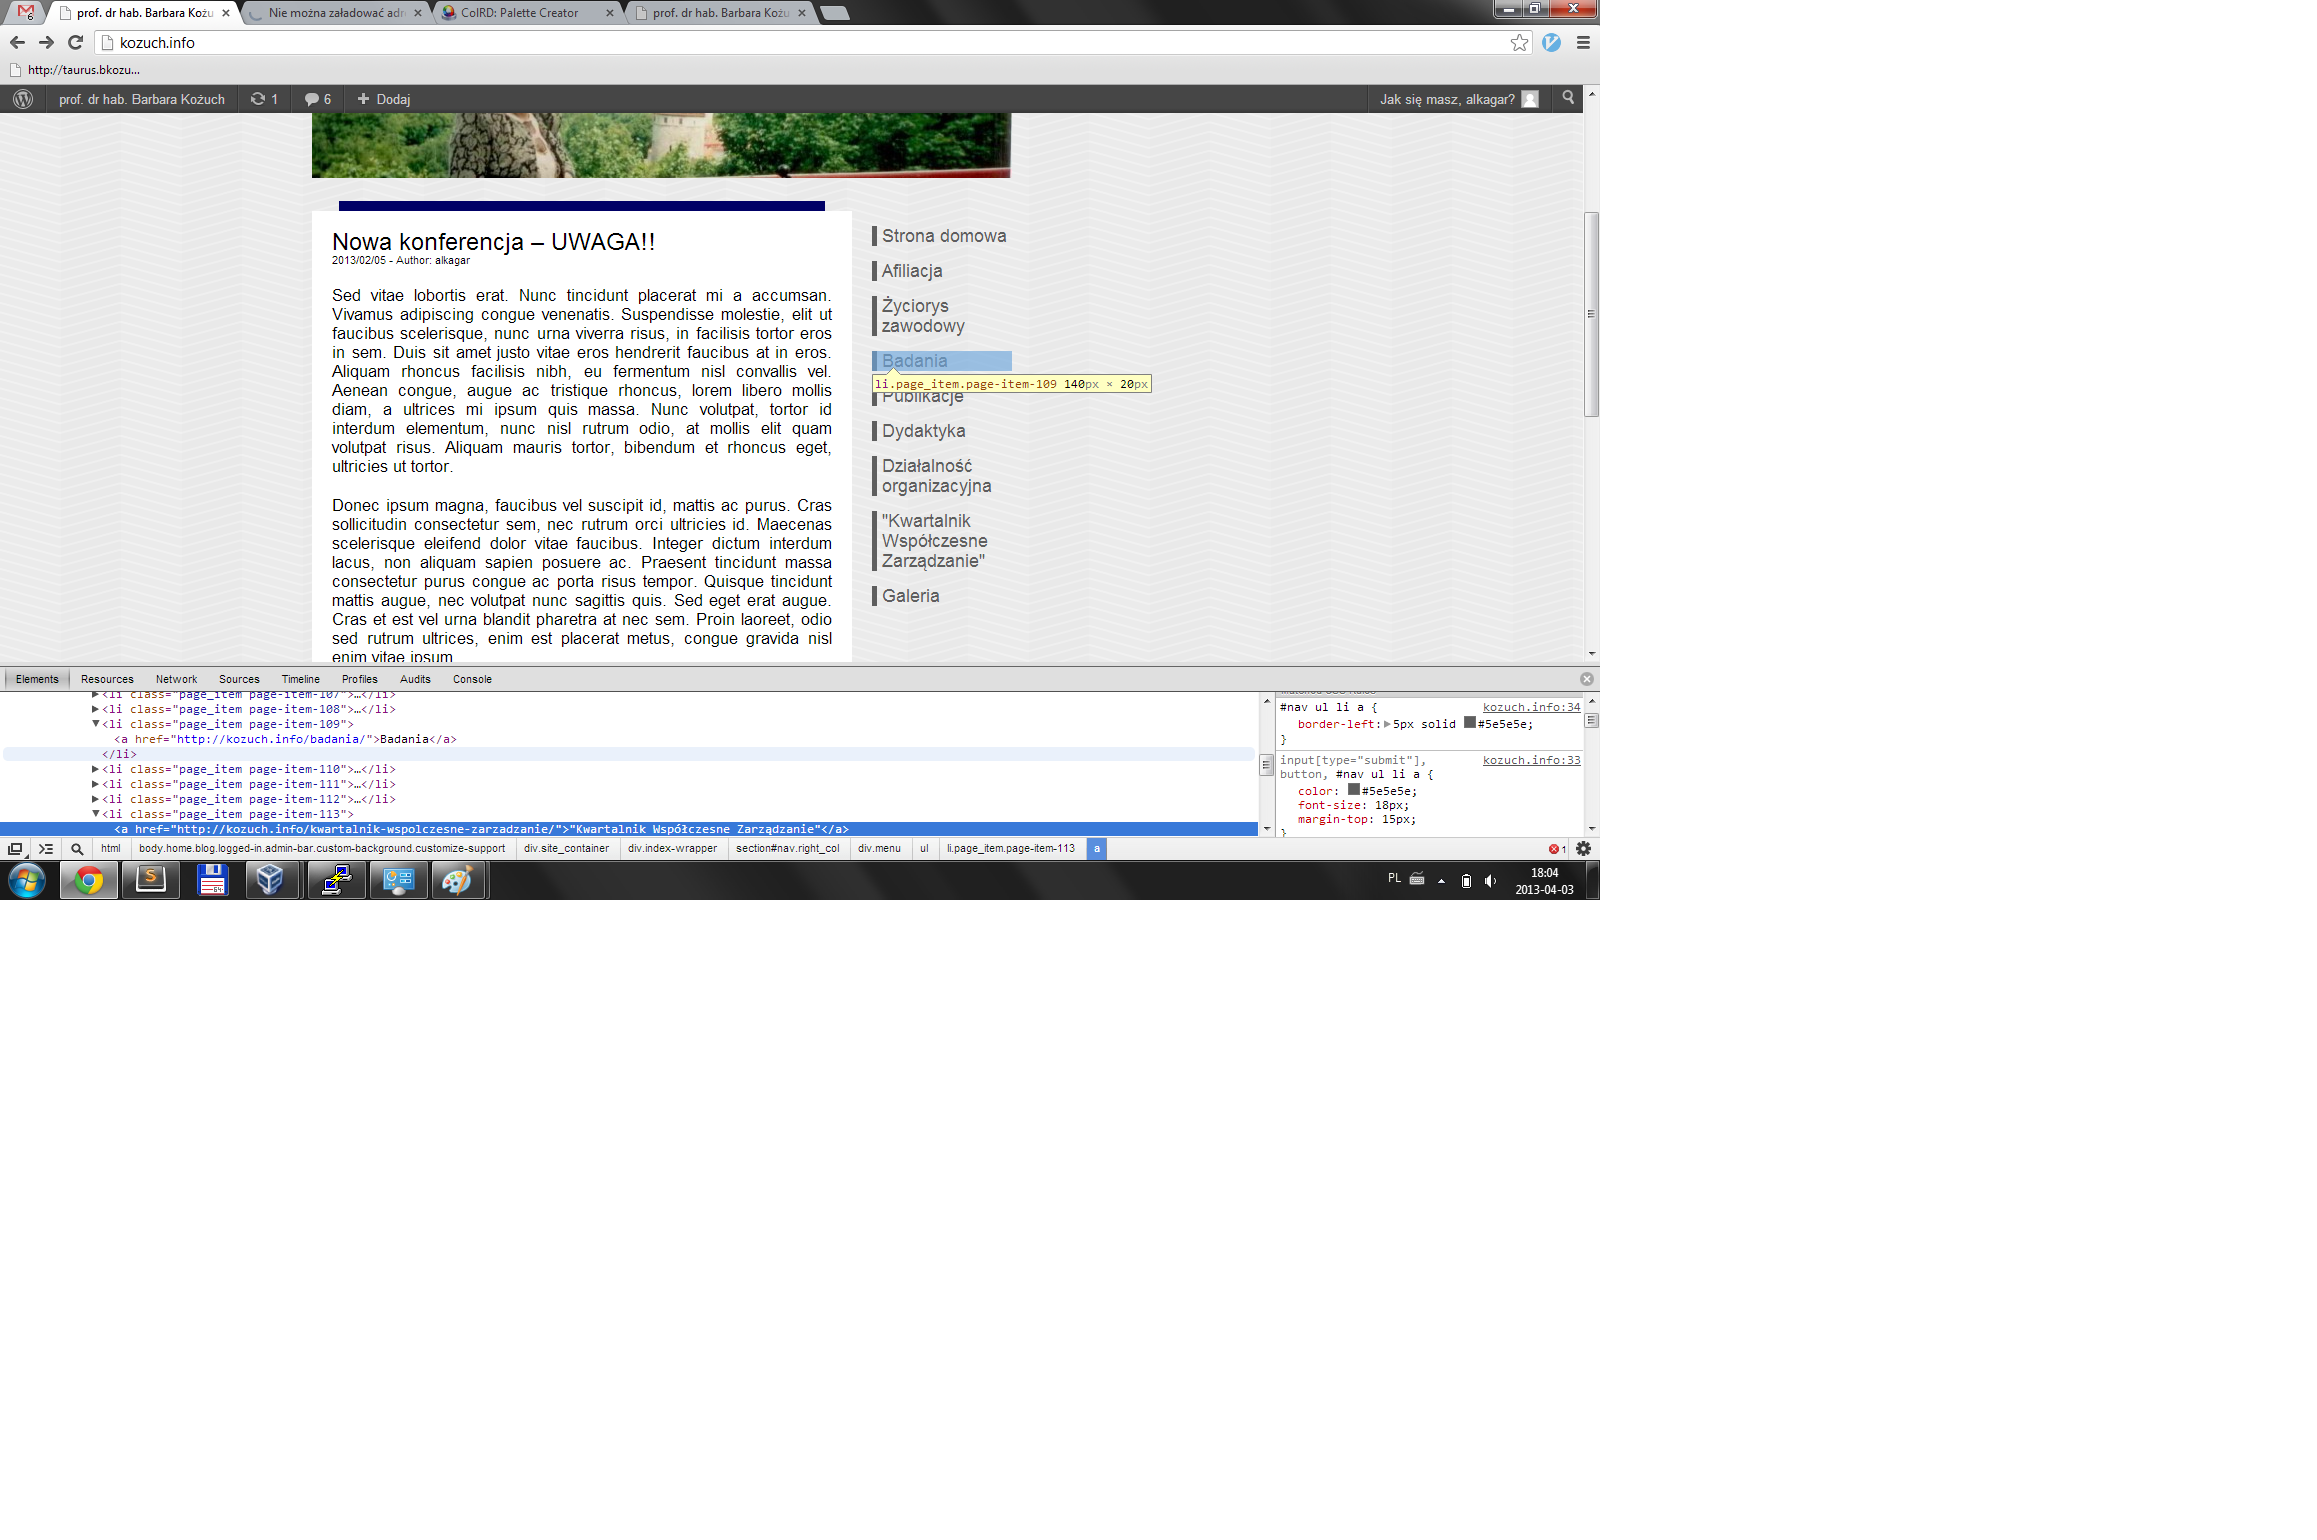 6
prof. dr hab. Barbara Kożu
Nie można załadować adr
ColRD: Palette Creator
prof. dr hab. Barbara Kożu
kozuch.info
http://taurus.bkozu...
prof. dr hab. Barbara Kożuch
1
6
Dodaj
Jak się masz, alkagar?
Nowa konferencja – UWAGA!!
2013/02/05 - Author: alkagar
Sed vitae lobortis erat. Nunc tincidunt placerat mi a accumsan.
Vivamus adipiscing congue venenatis. Suspendisse molestie, elit ut
faucibus scelerisque, nunc urna viverra risus, in facilisis tortor eros
in sem. Duis sit amet justo vitae eros hendrerit faucibus at in eros.
Aliquam rhoncus facilisis nibh, eu fermentum nisl convallis vel.
Aenean congue, augue ac tristique rhoncus, lorem libero mollis
diam, a ultrices mi ipsum quis massa. Nunc volutpat, tortor id
interdum elementum, nunc nisl rutrum odio, at mollis elit quam
volutpat risus. Aliquam mauris tortor, bibendum et rhoncus eget,
ultricies ut tortor.
Donec ipsum magna, faucibus vel suscipit id, mattis ac purus. Cras
sollicitudin consectetur sem, nec rutrum orci ultricies id. Maecenas
scelerisque eleifend dolor vitae faucibus. Integer dictum interdum
lacus, non aliquam sapien posuere ac. Praesent tincidunt massa
consectetur purus congue ac porta risus tempor. Quisque tincidunt
mattis augue, nec volutpat nunc sagittis quis. Sed eget erat augue.
Cras et est vel urna blandit pharetra at nec sem. Proin laoreet, odio
sed rutrum ultrices, enim est placerat metus, congue gravida nisl
enim vitae ipsum
Strona domowa
Afiliacja
Życiorys
zawodowy
Badania
li.page_item.page-item-109 140px × 20px
Publikacje
Dydaktyka
Działalność
organizacyjna
"Kwartalnik
Współczesne
Zarządzanie"
Galeria
Elements
Resources
Network
Sources
Timeline
Profiles
Audits
Console
<li class="page_item page-item-107">…</li>
<li class="page_item page-item-108">…</li>
<li class="page_item page-item-109">
<a href="http://kozuch.info/badania/">Badania</a>
</li>
<li class="page_item page-item-110">…</li>
<li class="page_item page-item-111">…</li>
<li class="page_item page-item-112">…</li>
<li class="page_item page-item-113">
<a href="http://kozuch.info/kwartalnik-wspolczesne-zarzadzanie/">"Kwartalnik Współczesne Zarządzanie"</a>
#nav ul li a {
kozuch.info:34
border-left: 5px solid #5e5e5e;
}
input[type="submit"],
kozuch.info:33
button, #nav ul li a {
color: #5e5e5e;
font-size: 18px;
margin-top: 15px;
}
html
body.home.blog.logged-in.admin-bar.custom-background.customize-support
div.site_container
div.index-wrapper
section#nav.right_col
div.menu
ul
li.page_item.page-item-113
a
1
S
64
PL
18:04
2013-04-03